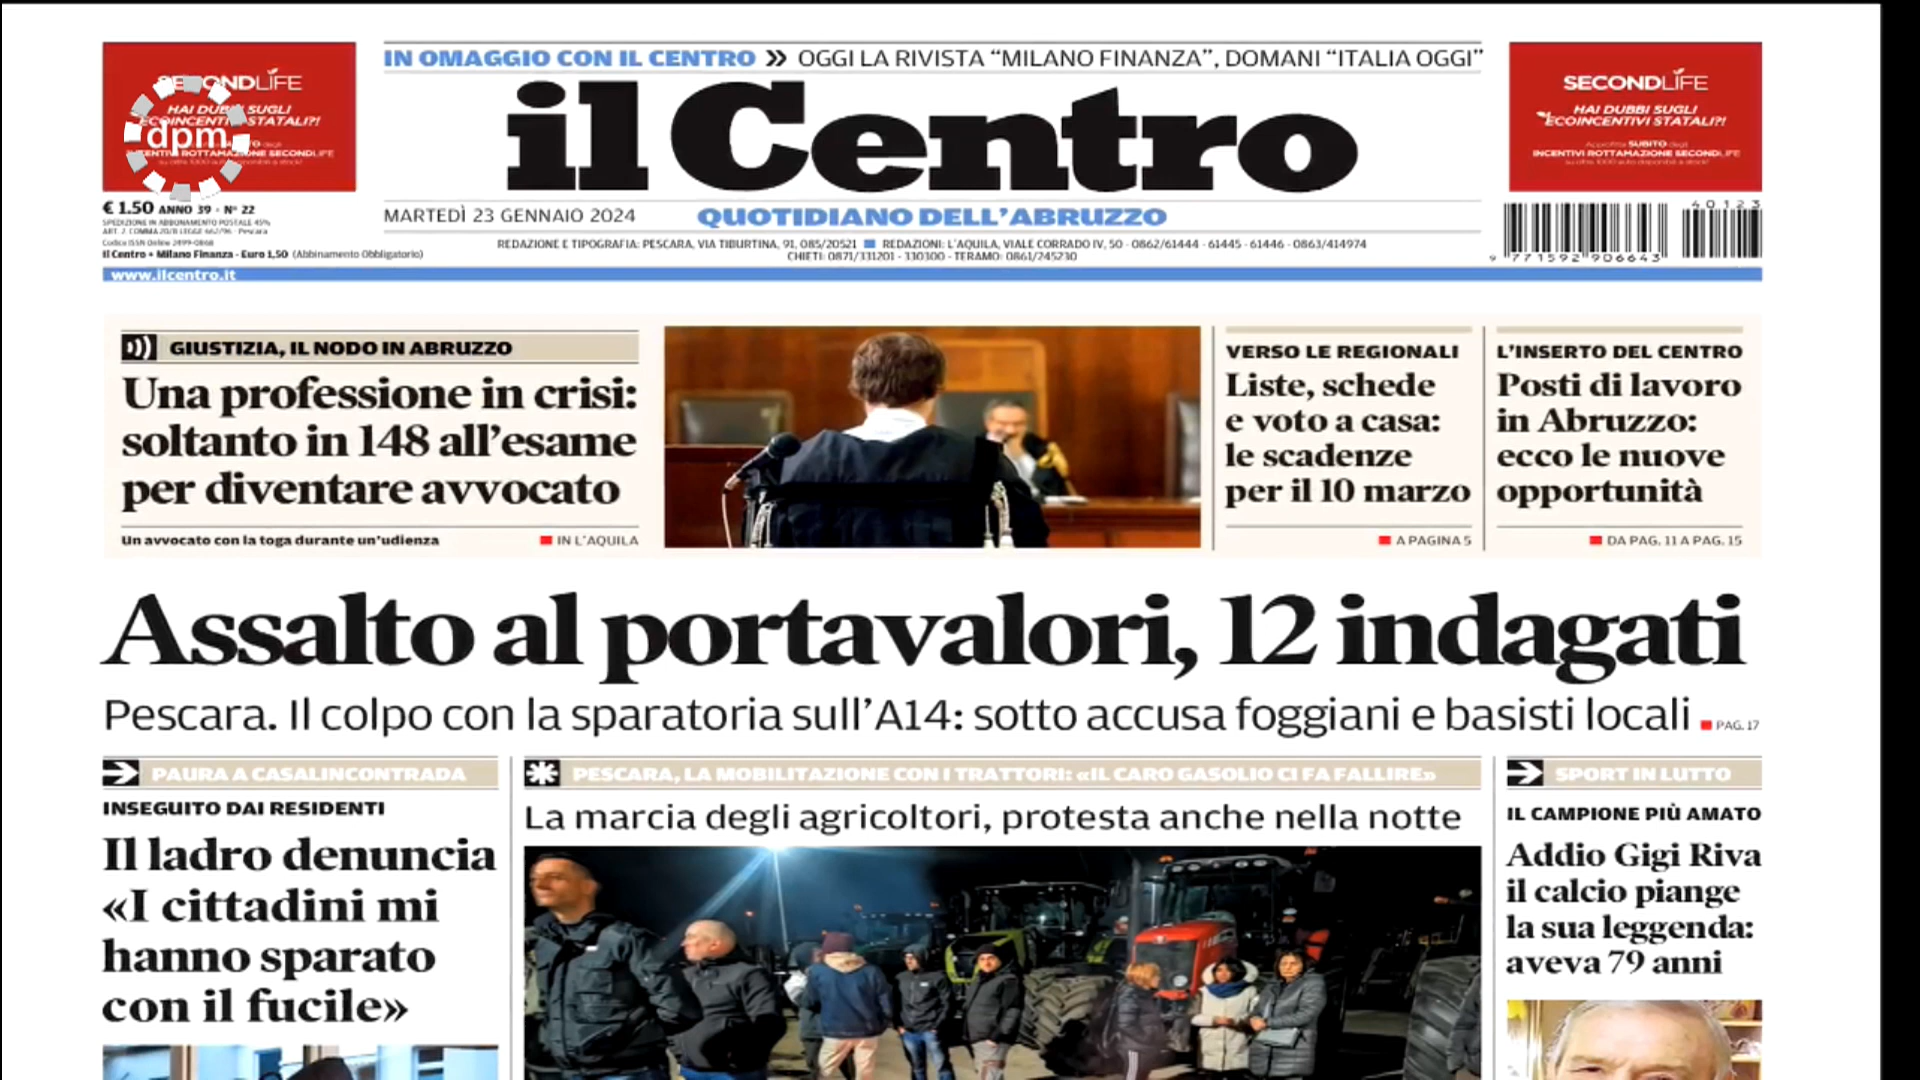 SECONDLIFE
HAI DUBBI SUGLI
ECOINCENTIVI STATALI?!
INCENTIVI ROTTAMAZIONE SECONDLIFE
dpm
IN OMAGGIO CON IL CENTRO » OGGI LA RIVISTA “MILANO FINANZA”, DOMANI “ITALIA OGGI”
il Centro
SECONDLIFE
HAI DUBBI SUGLI
ECOINCENTIVI STATALI?!
Approfitta SUBITO degli
INCENTIVI ROTTAMAZIONE SECONDLIFE
€ 1.50 ANNO 39 - N° 22
SPEDIZIONE IN ABBONAMENTO POSTALE 45%
ART. 2 COMMA 20/B LEGGE 662/96 - Pescara
Codice ISSN Online 2499-0868
Il Centro + Milano Finanza - Euro 1,50 (Abbinamento Obbligatorio)
www.ilcentro.it
MARTEDÌ 23 GENNAIO 2024
QUOTIDIANO DELL'ABRUZZO
REDAZIONE E TIPOGRAFIA: PESCARA, VIA TIBURTINA, 91, 085/20521 ■ REDAZIONI: L'AQUILA, VIALE CORRADO IV, 50 - 0862/61444 - 61445 - 61446 - 0863/414974
CHIETI: 0871/331201 - 330300 - TERAMO: 0861/245230
40123
9 771592 906643
GIUSTIZIA, IL NODO IN ABRUZZO
Una professione in crisi:
soltanto in 148 all’esame
per diventare avvocato
Un avvocato con la toga durante un’udienza
IN L’AQUILA
VERSO LE REGIONALI
Liste, schede
e voto a casa:
le scadenze
per il 10 marzo
A PAGINA 5
L’INSERTO DEL CENTRO
Posti di lavoro
in Abruzzo:
ecco le nuove
opportunità
DA PAG. 11 A PAG. 15
Assalto al portavalori, 12 indagati
Pescara. Il colpo con la sparatoria sull’A14: sotto accusa foggiani e basisti locali
PAG. 17
PAURA A CASALINCONTRADA
INSEGUITO DAI RESIDENTI
Il ladro denuncia
«I cittadini mi
hanno sparato
con il fucile»
PESCARA, LA MOBILITAZIONE CON I TRATTORI: «IL CARO GASOLIO CI FA FALLIRE»
La marcia degli agricoltori, protesta anche nella notte
SPORT IN LUTTO
IL CAMPIONE PIÙ AMATO
Addio Gigi Riva
il calcio piange
la sua leggenda:
aveva 79 anni